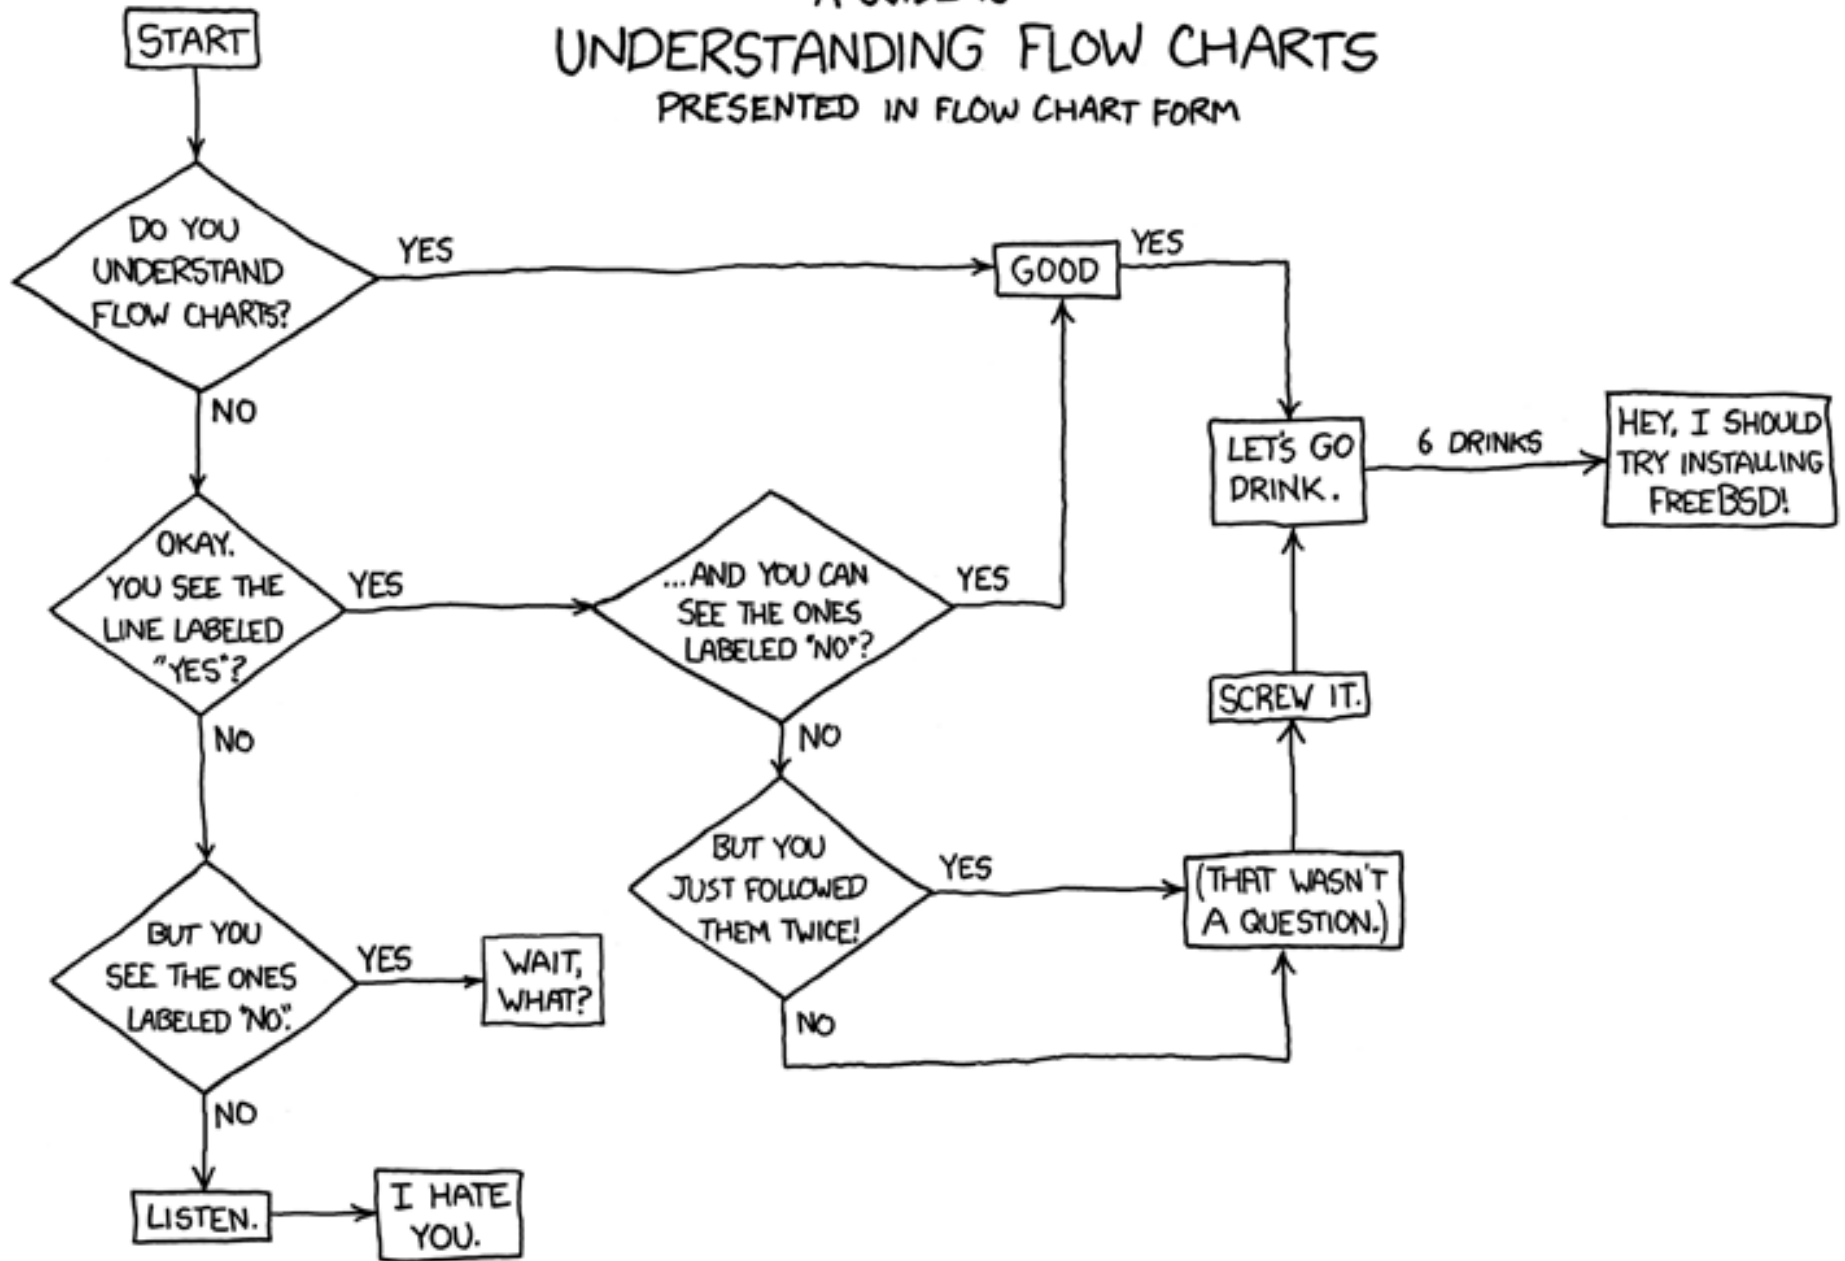 A GUIDE TO
UNDERSTANDING FLOW CHARTS
PRESENTED IN FLOW CHART FORM
START
DO YOU
UNDERSTAND
FLOW CHARTS?
YES
GOOD
YES
NO
LET'S GO
DRINK.
6 DRINKS
HEY, I SHOULD
TRY INSTALLING
FREEBSD!
OKAY.
YOU SEE THE
LINE LABELED
"YES"?
YES
...AND YOU CAN
SEE THE ONES
LABELED "NO"?
YES
NO
NO
BUT YOU
JUST FOLLOWED
THEM TWICE!
YES
NO
(THAT WASN'T
A QUESTION.)
SCREW IT.
BUT YOU
SEE THE ONES
LABELED "NO".
YES
WAIT,
WHAT?
NO
LISTEN.
I HATE
YOU.